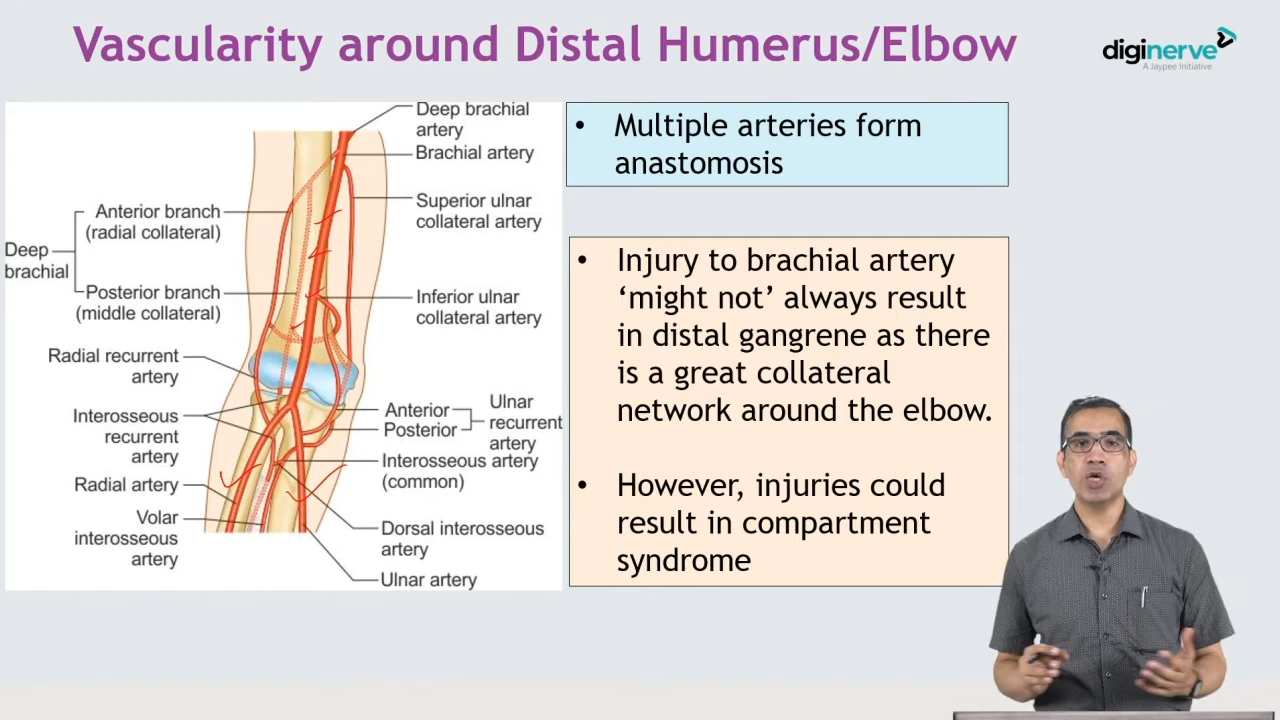 Vascularity around Distal Humerus/Elbow
diginerve
A Jaypee Initiative
Deep brachial
artery
Brachial artery
Superior ulnar
collateral artery
Anterior branch
(radial collateral)
Deep
brachial
Posterior branch
(middle collateral)
Inferior ulnar
collateral artery
Radial recurrent
artery
Interosseous
recurrent
artery
Anterior
Posterior
Ulnar
recurrent
artery
Interosseous artery
(common)
Radial artery
Volar
interosseous
artery
Dorsal interosseous
artery
Ulnar artery
• Multiple arteries form
anastomosis
• Injury to brachial artery
‘might not’ always result
in distal gangrene as there
is a great collateral
network around the elbow.
• However, injuries could
result in compartment
syndrome